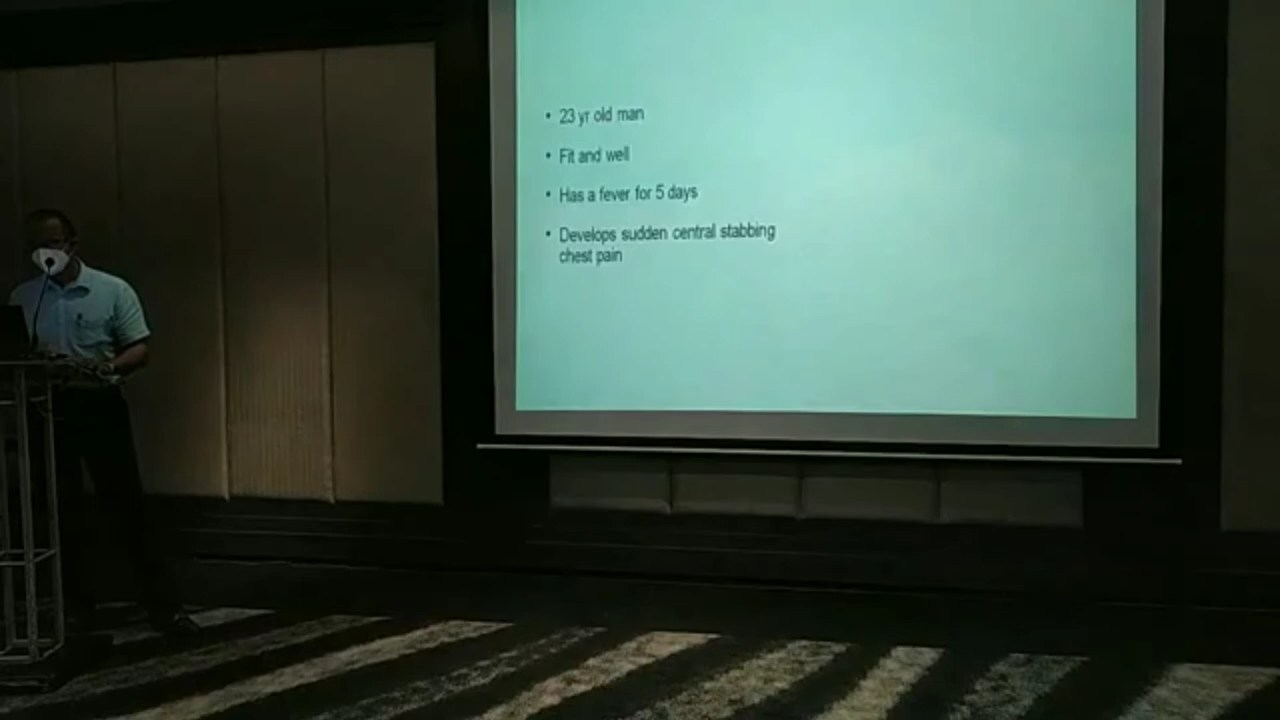 • 23 yr old man
• Fit and well
• Has a fever for 5 days
• Develops sudden central stabbing
chest pain